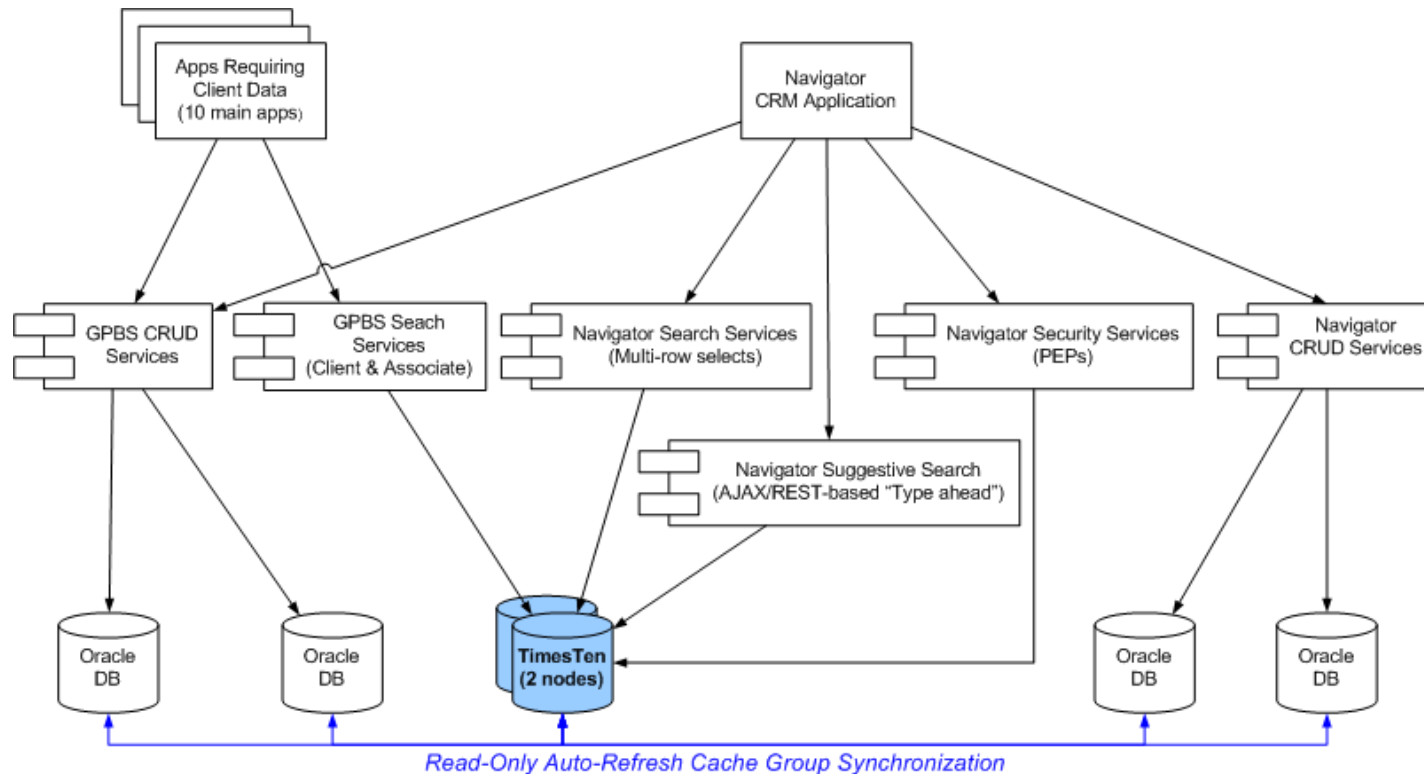 Apps Requiring
Client Data
(10 main apps)
Navigator
CRM Application
GPBS CRUD
Services
GPBS Seach
Services
(Client & Associate)
Navigator Search Services
(Multi-row selects)
Navigator Security Services
(PEPs)
Navigator
CRUD Services
Navigator Suggestive Search
(AJAX/REST-based “Type ahead”)
Oracle
DB
Oracle
DB
TimesTen
(2 nodes)
Oracle
DB
Oracle
DB
Read-Only Auto-Refresh Cache Group Synchronization